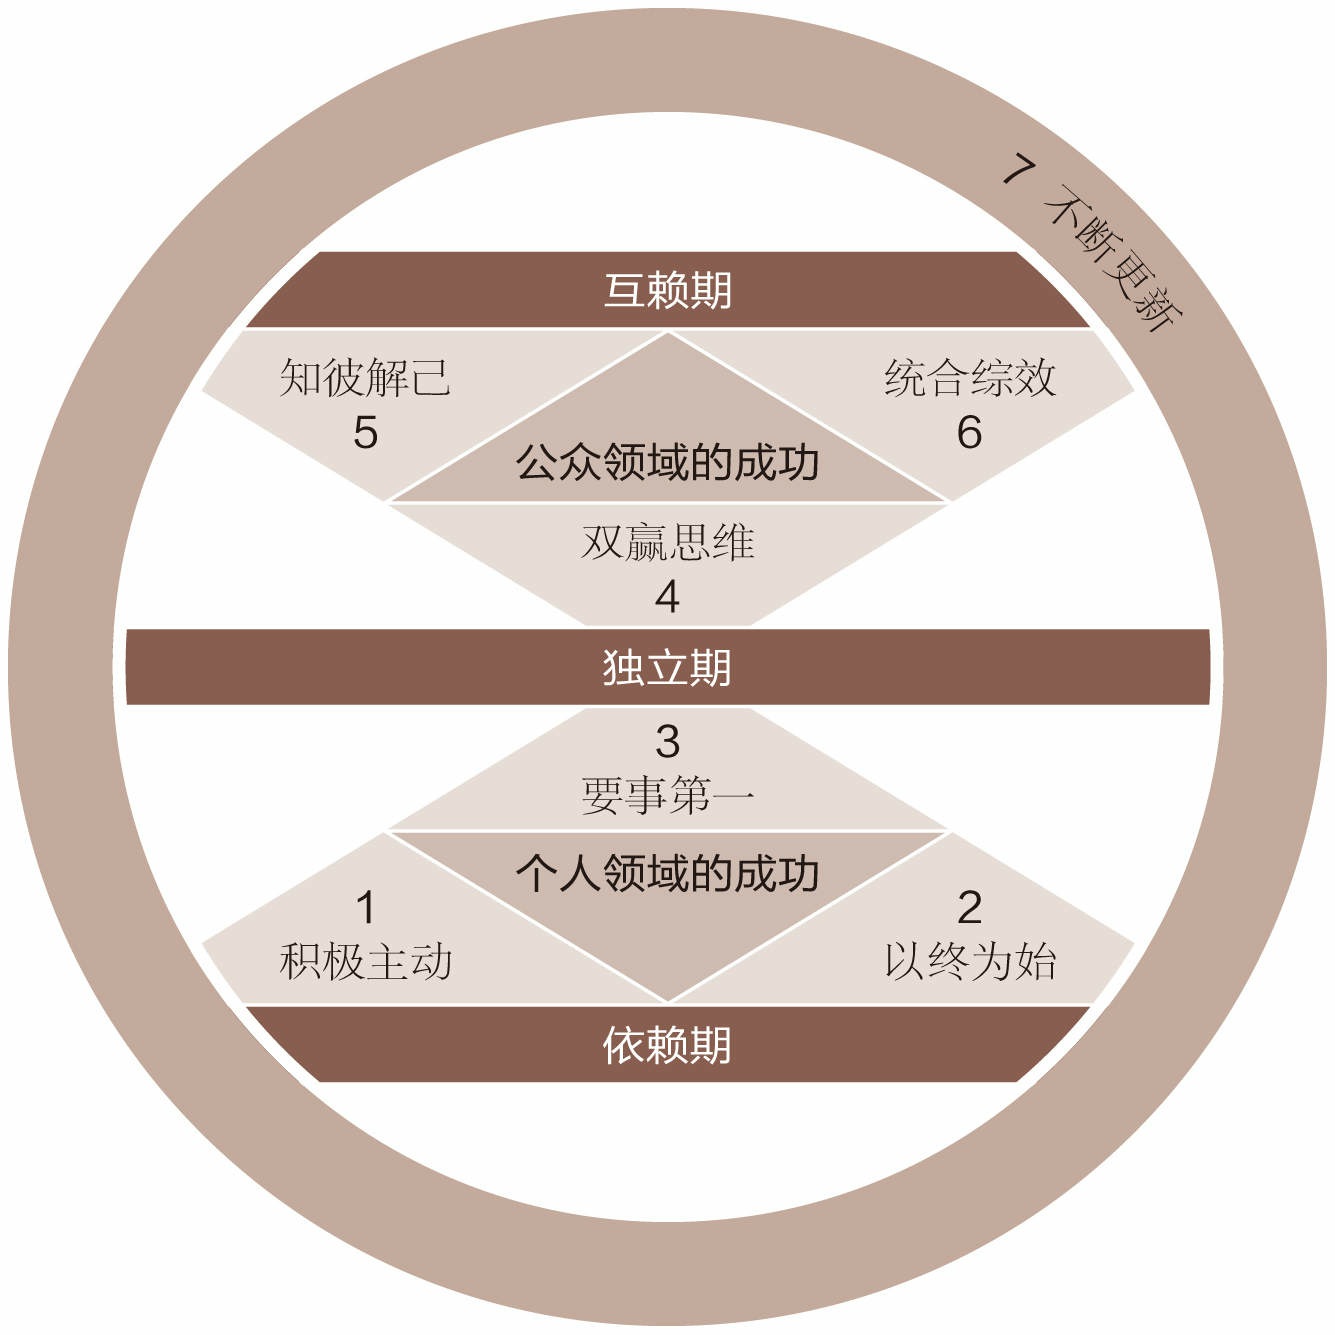 7 不断更新
互赖期
知彼解己
5
统合综效
6
公众领域的成功
双赢思维
4
独立期
3
要事第一
个人领域的成功
1
积极主动
2
以终为始
依赖期